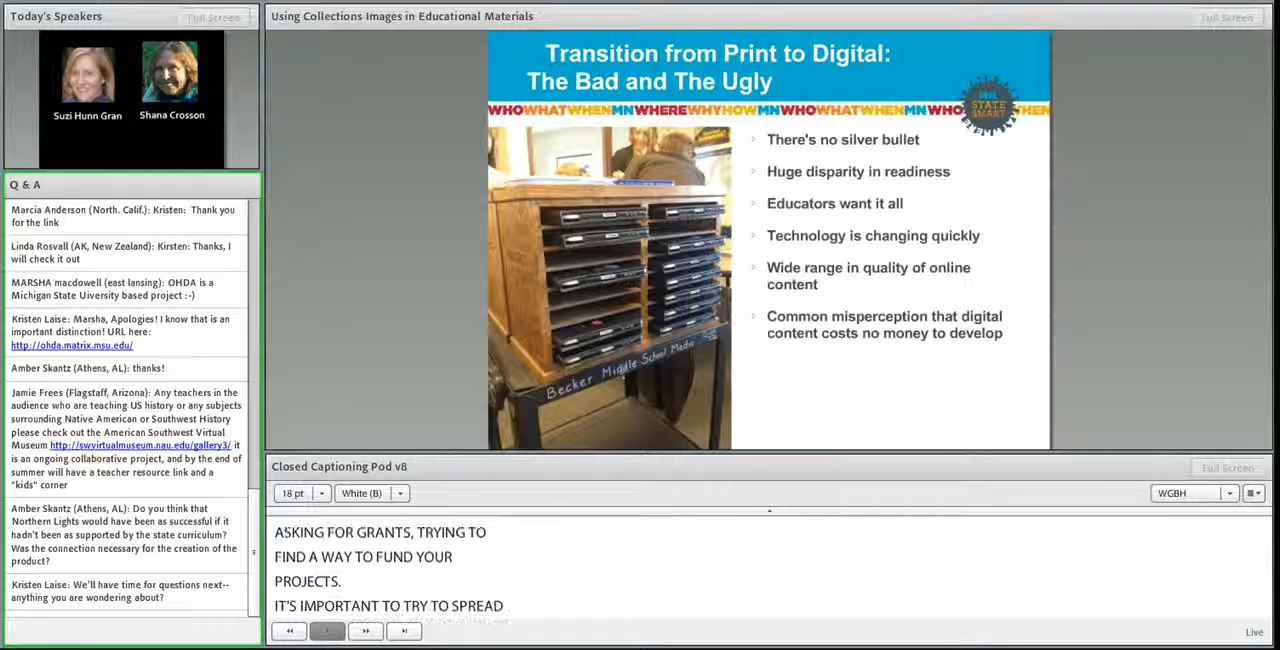 Today's Speakers
Full Screen
Suzi Hunn Gran
Shana Crosson
Q & A
Marcia Anderson (North. Calif.): Kristen: Thank you
for the link
Linda Rosvall (AK, New Zealand): Kirsten: Thanks, I
will check it out
MARSHA macdowell (east lansing): OHDA is a
Michigan State Uiversity based project :-)
Kristen Laise: Marsha, Apologies! I know that is an
important distinction! URL here:
http://ohda.matrix.msu.edu/
Amber Skantz (Athens, AL): thanks!
Jamie Frees (Flagstaff, Arizona): Any teachers in the
audience who are teaching US history or any subjects
surrounding Native American or Southwest History
please check out the American Southwest Virtual
Museum http://swvirtualmuseum.nau.edu/gallery3/ it
is an ongoing collaborative project, and by the end of
summer will have a teacher resource link and a
"kids" corner
Amber Skantz (Athens, AL): Do you think that
Northern Lights would have been as successful if it
hadn't been as supported by the state curriculum?
Was the connection necessary for the creation of the
product?
Kristen Laise: We'll have time for questions next--
anything you are wondering about?
Using Collections Images in Educational Materials
Full Screen
Transition from Print to Digital:
The Bad and The Ugly
WHOWHATWHENMNWHEREWHYHOWMNWHOWHATWHENMNWHO
MN
STATE
SMART
There's no silver bullet
Huge disparity in readiness
Educators want it all
Technology is changing quickly
Wide range in quality of online
content
Common misperception that digital
content costs no money to develop
Becker Middle School Media
Closed Captioning Pod v8
Full Screen
18 pt
White (B)
WGBH
ASKING FOR GRANTS, TRYING TO
FIND A WAY TO FUND YOUR
PROJECTS.
IT'S IMPORTANT TO TRY TO SPREAD
Live